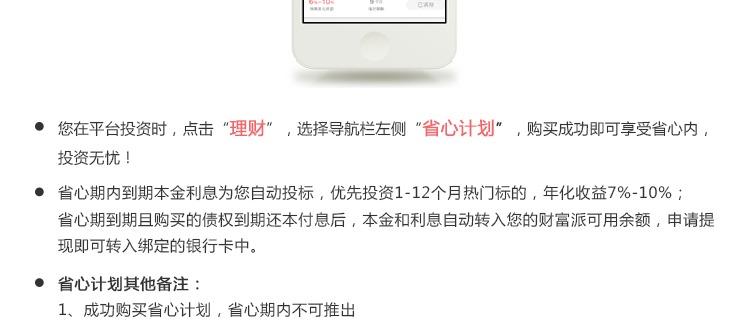 6%-10%
已满标
您在平台投资时，点击“理财”，选择导航栏左侧“省心计划”，购买成功即可享受省心内，
投资无忧！
省心期内到期本金利息为您自动投标，优先投资1-12个月热门标的，年化收益7%-10%；
省心期到期且购买的债权到期还本付息后，本金和利息自动转入您的财富派可用余额，申请提
现即可转入绑定的银行卡中。
省心计划其他备注：
1、成功购买省心计划，省心期内不可推出